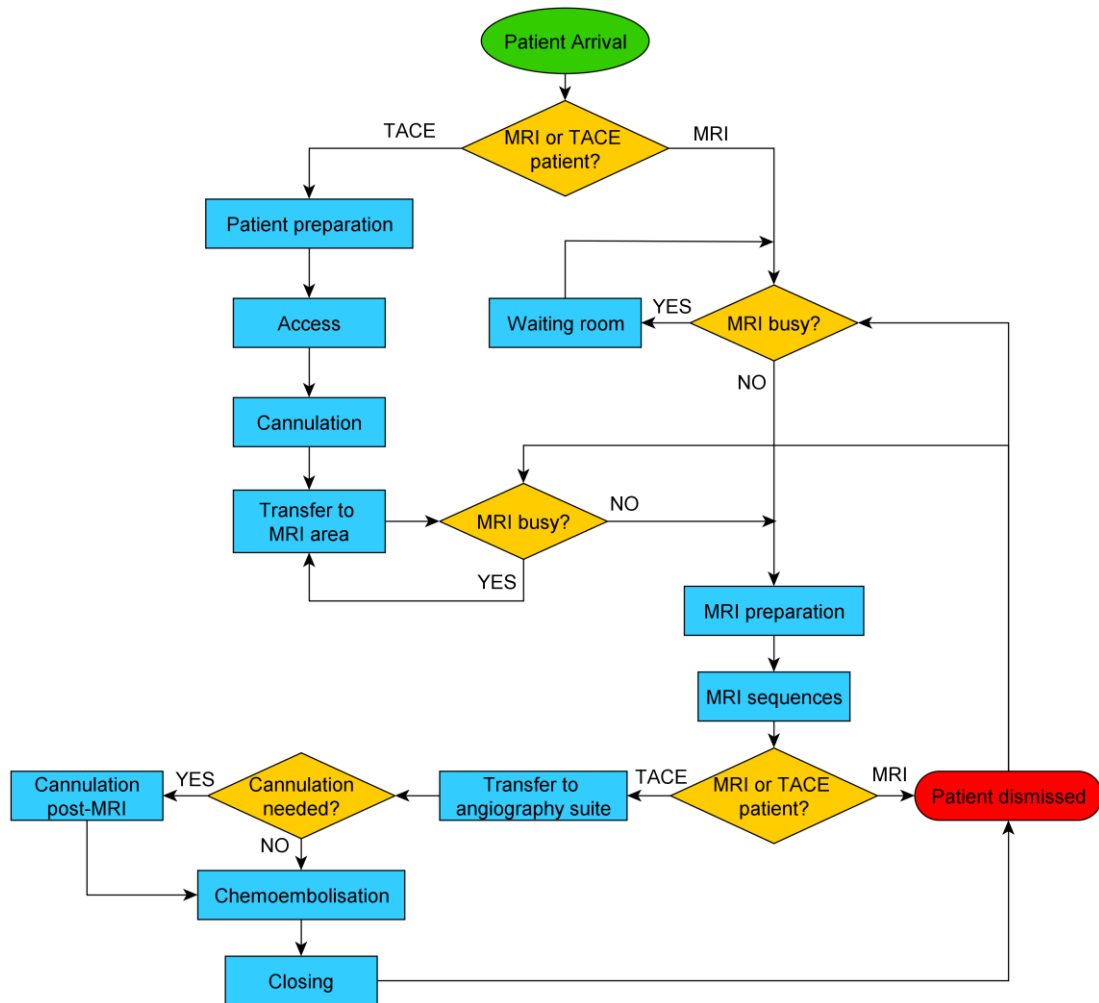 Patient Arrival
TACE
MRI or TACE
patient?
MRI
Patient preparation
Access
Waiting room
YES
MRI busy?
NO
Cannulation
Transfer to
MRI area
MRI busy?
NO
YES
MRI preparation
MRI sequences
Cannulation
post-MRI
YES
Cannulation
needed?
NO
Transfer to
angiography suite
TACE
MRI or TACE
patient?
MRI
Patient dismissed
Chemoembolisation
Closing